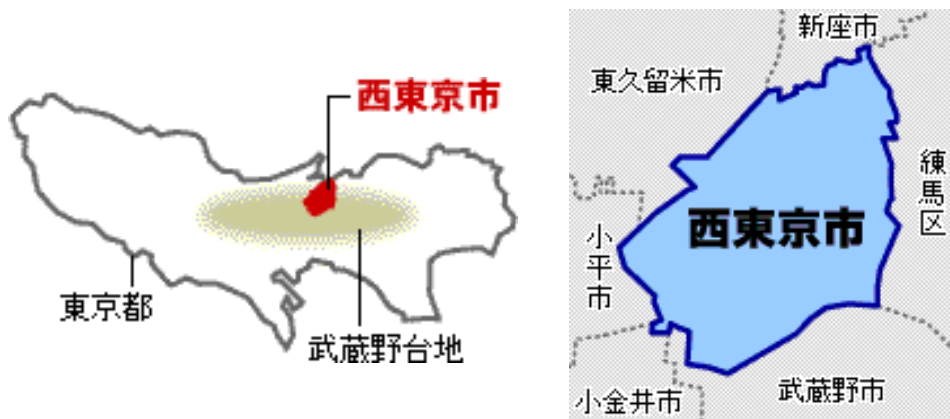 西東京市
東京都
武蔵野台地
新座市
東久留米市
練馬区
西東京市
小平市
小金井市
武蔵野市